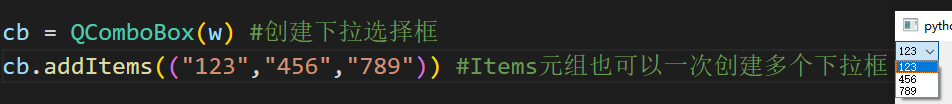 cb = QComboBox(w) #创建下拉选择框
cb.addItems(("123","456","789")) #Items元组也可以一次创建多个下拉框
pytho
123
123
456
789